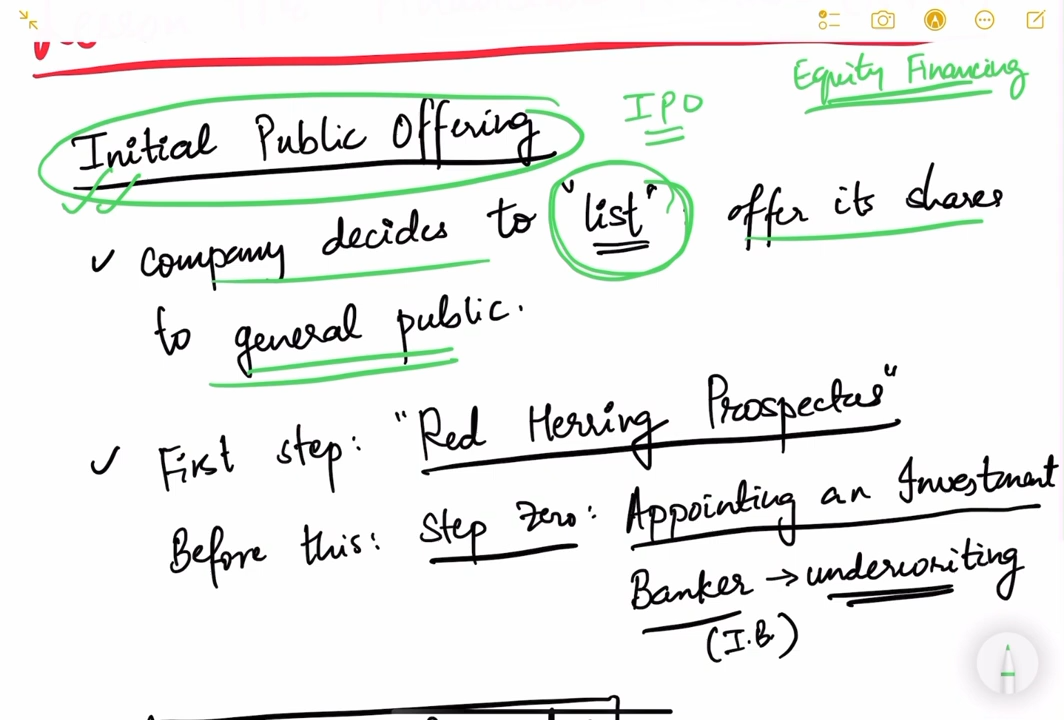 Equity Financing
Initial Public Offering
IPO
✓ company decides to "list" offer its shares
to general public.
✓ First step: "Red Herring Prospectus"
Before this: step zero: Appointing an Investment
Banker → underwriting
(I.B)